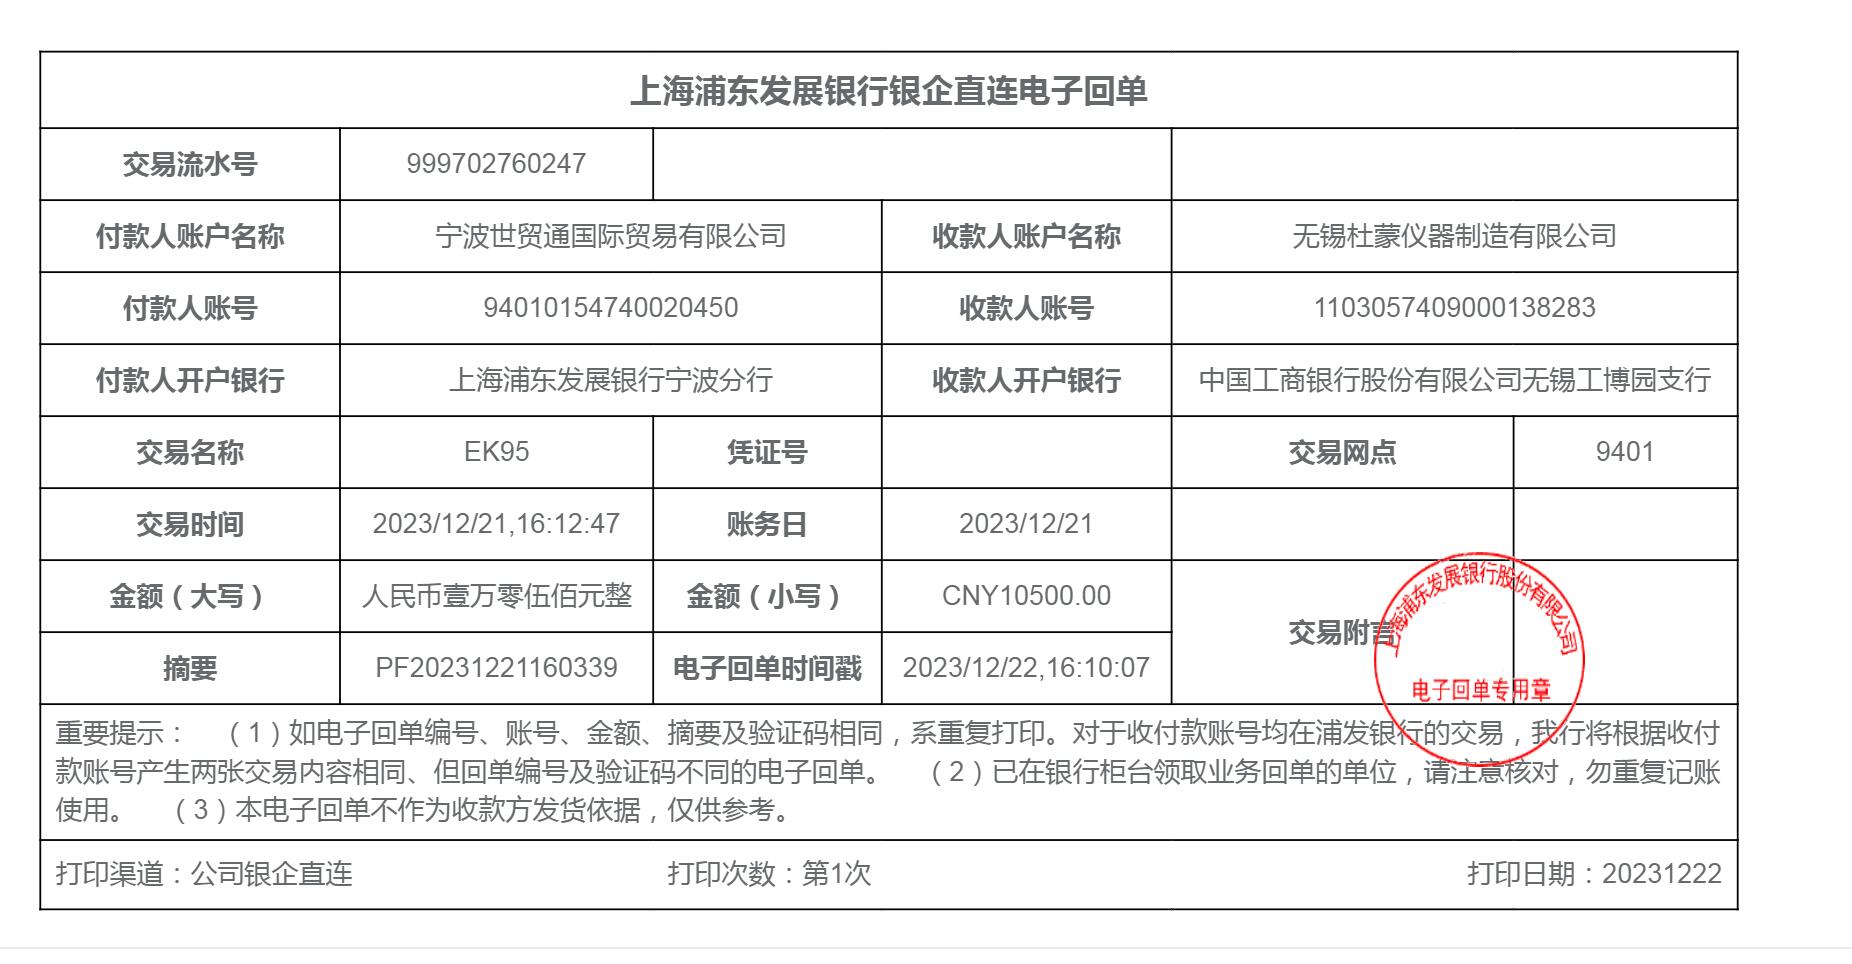 上海浦东发展银行银企直连电子回单
交易流水号 999702760247
付款人账户名称 宁波世贸通国际贸易有限公司 收款人账户名称 无锡杜蒙仪器制造有限公司
付款人账号 94010154740020450 收款人账号 1103057409000138283
付款人开户银行 上海浦东发展银行宁波分行 收款人开户银行 中国工商银行股份有限公司无锡工博园支行
交易名称 EK95 凭证号 交易网点 9401
交易时间 2023/12/21,16:12:47 账务日 2023/12/21
金额（大写） 人民币壹万零伍佰元整 金额（小写） CNY10500.00
交易附言
上海浦东发展银行股份有限公司
电子回单专用章
摘要 PF20231221160339 电子回单时间戳 2023/12/22,16:10:07
重要提示： （1）如电子回单编号、账号、金额、摘要及验证码相同，系重复打印。对于收付款账号均在浦发银行的交易，我行将根据收付
款账号产生两张交易内容相同、但回单编号及验证码不同的电子回单。 （2）已在银行柜台领取业务回单的单位，请注意核对，勿重复记账
使用。 （3）本电子回单不作为收款方发货依据，仅供参考。
打印渠道：公司银企直连 打印次数：第1次 打印日期：20231222